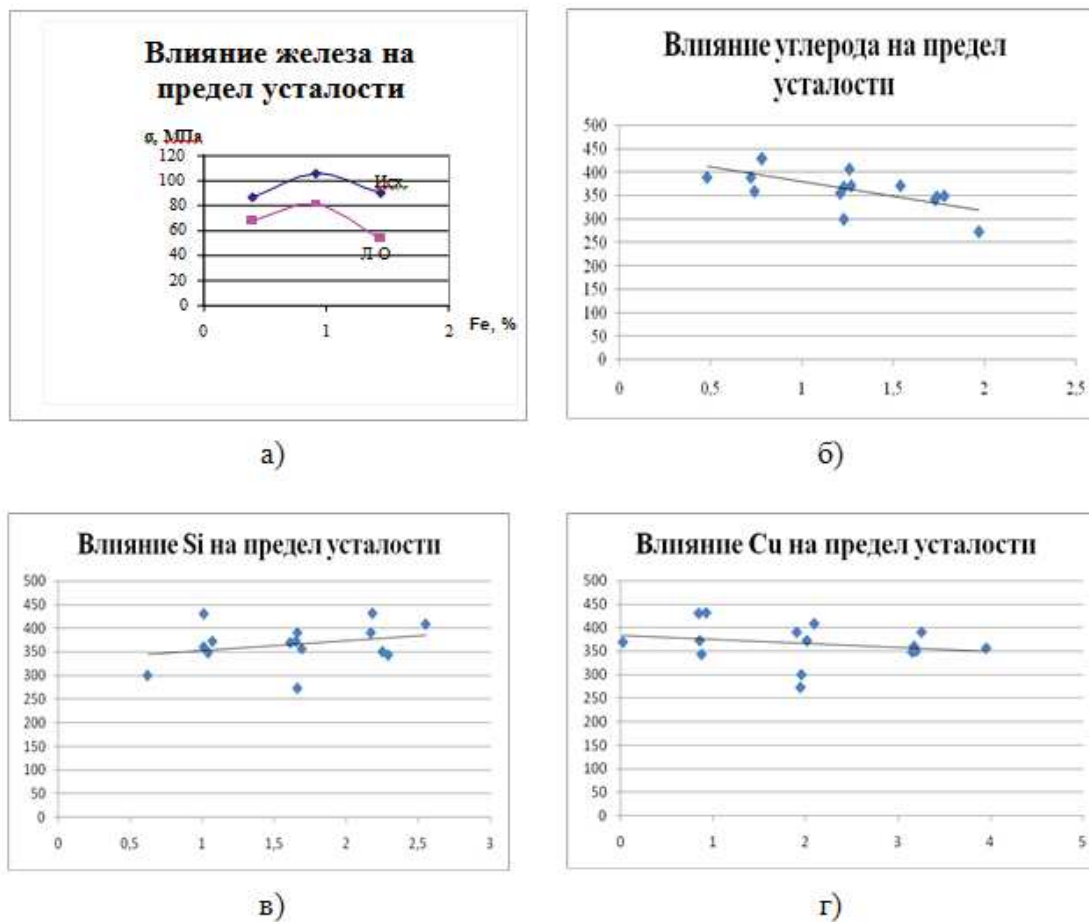 Влияние железа на
предел усталости
σ, МПа
120
100
80
60
40
20
0
Исх.
Л О
0 1 2
Fe, %
а)
Влияние углерода на предел
усталости
500
450
400
350
300
250
200
150
100
50
0
0 0,5 1 1,5 2 2,5
б)
Влияние Si на предел усталости
500
450
400
350
300
250
200
150
100
50
0
0 0,5 1 1,5 2 2,5 3
в)
Влияние Cu на предел усталости
500
450
400
350
300
250
200
150
100
50
0
0 1 2 3 4 5
г)